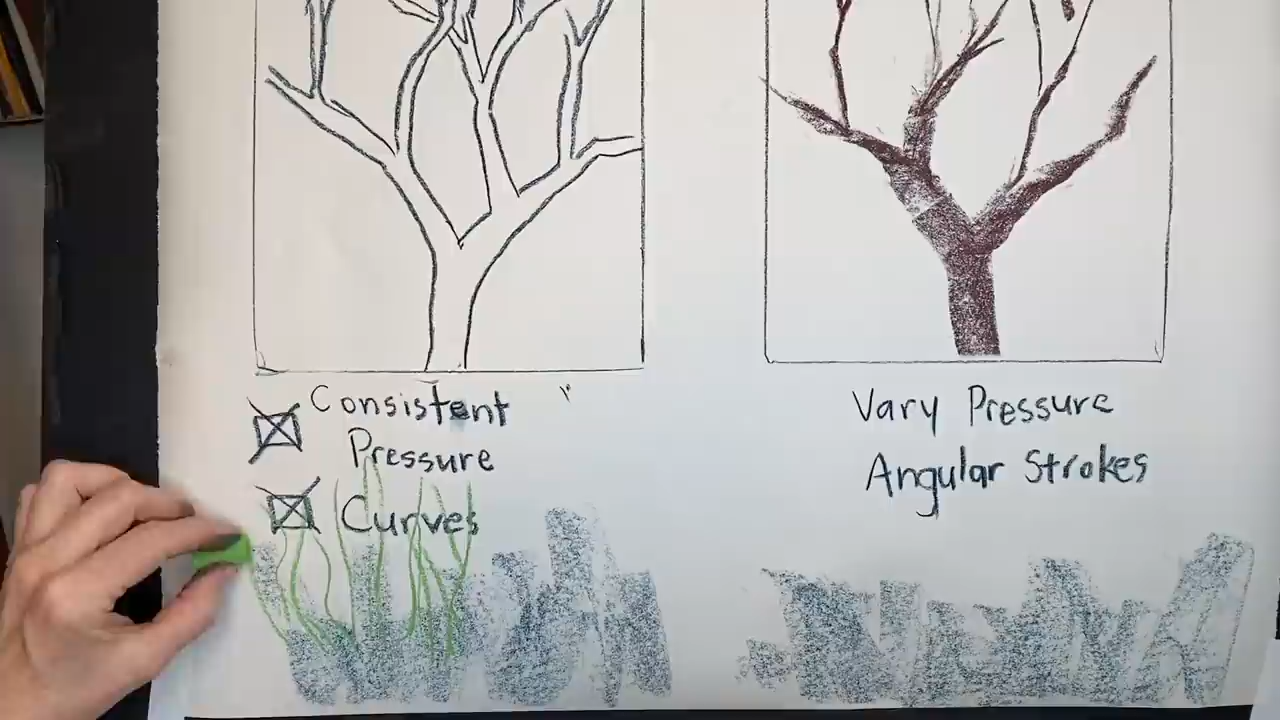 Consistent
Pressure
Curves
Vary Pressure
Angular Strokes